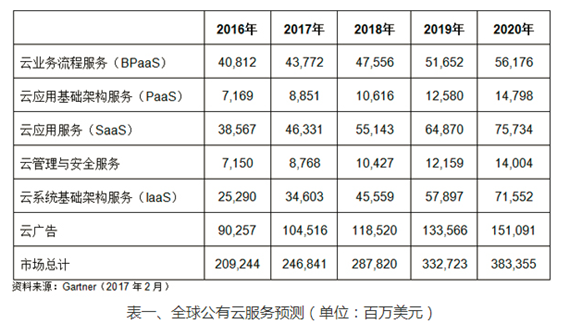 2016年 2017年 2018年 2019年 2020年
云业务流程服务（BPaaS） 40,812 43,772 47,556 51,652 56,176
云应用基础架构服务（PaaS） 7,169 8,851 10,616 12,580 14,798
云应用服务（SaaS） 38,567 46,331 55,143 64,870 75,734
云管理与安全服务 7,150 8,768 10,427 12,159 14,004
云系统基础架构服务（IaaS） 25,290 34,603 45,559 57,897 71,552
云广告 90,257 104,516 118,520 133,566 151,091
市场总计 209,244 246,841 287,820 332,723 383,355
资料来源：Gartner（2017 年 2 月）
表一、全球公有云服务预测（单位：百万美元）